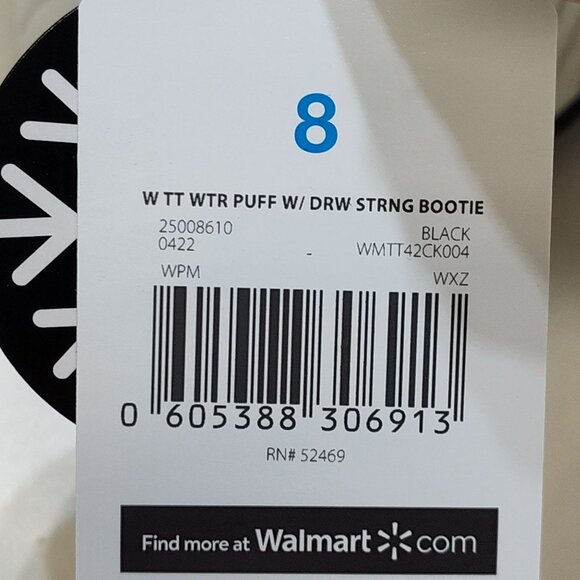 8
W TT WTR PUFF W/ DRW STRNG BOOTIE
25008610 BLACK
0422 - WMTT42CK004
WPM WXZ
0 605388 306913
RN# 52469
Find more at Walmart com